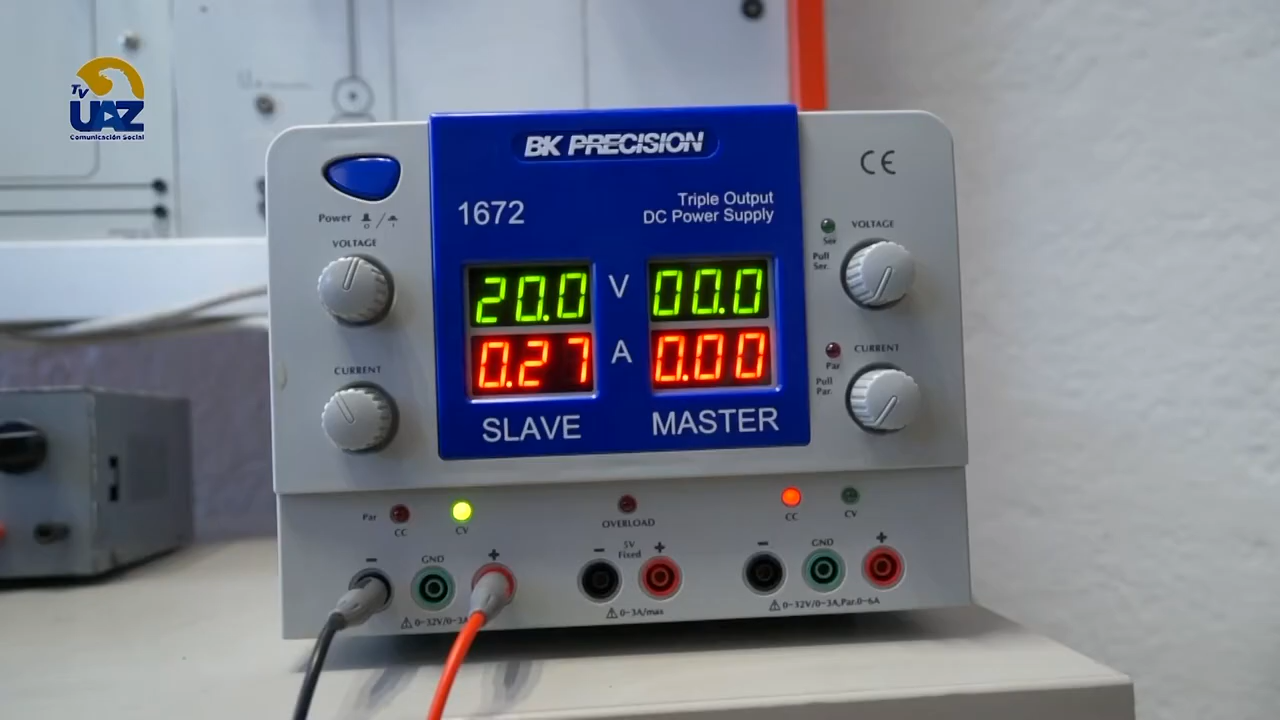 TV
UAZ
Comunicación Social
BK PRECISION
CE
1672
Triple Output
DC Power Supply
Power
VOLTAGE
CURRENT
20.0 V 00.0
0.27 A 0.00
SLAVE MASTER
VOLTAGE
Ser
Pull
Ser.
CURRENT
Par
Pull
Par.
Par
CC
CV
OVERLOAD
CC
CV
- GND +
- 5V
Fixed +
- GND +
0-32V/0-3A
0-3A/max
0-32V/0-3A,Par.0-6A